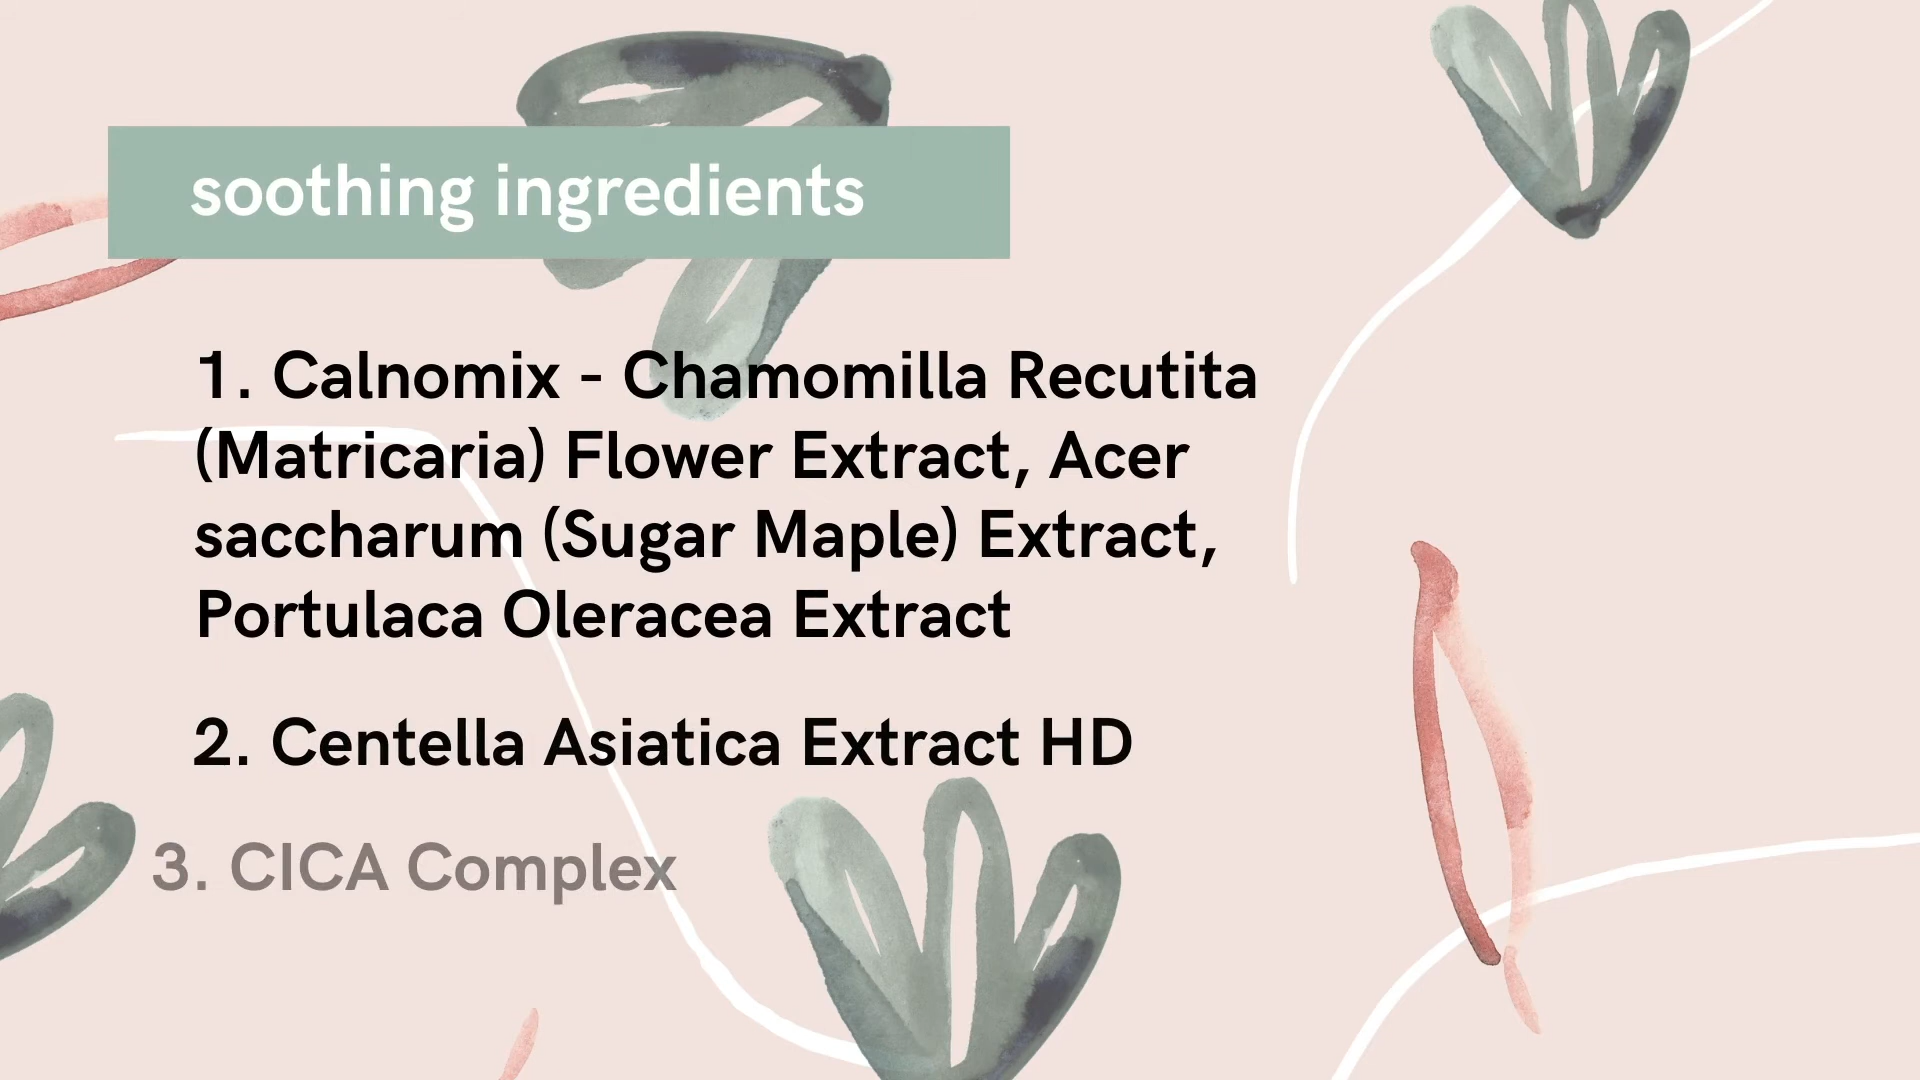 soothing ingredients
1. Calnomix - Chamomilla Recutita
(Matricaria) Flower Extract, Acer
saccharum (Sugar Maple) Extract,
Portulaca Oleracea Extract
2. Centella Asiatica Extract HD
3. CICA Complex